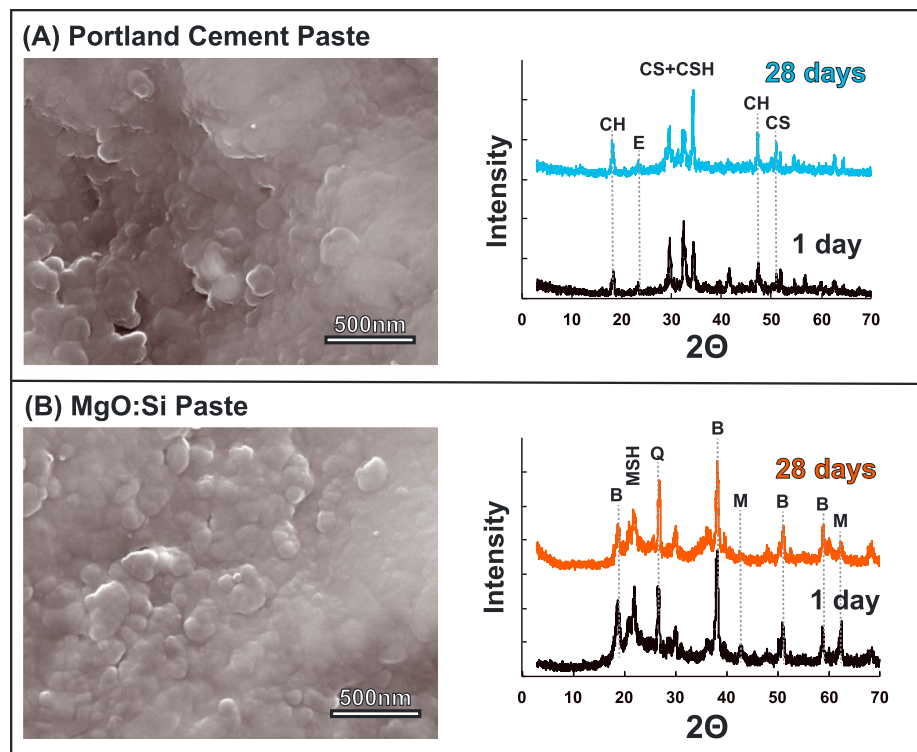 (A) Portland Cement Paste
500nm
CS+CSH
28 days
CH
E
CH
CS
1 day
Intensity
0 10 20 30 40 50 60 70
2Θ
(B) MgO:Si Paste
500nm
B
MSH
Q
B
M
B
B
M
28 days
1 day
Intensity
0 10 20 30 40 50 60 70
2Θ